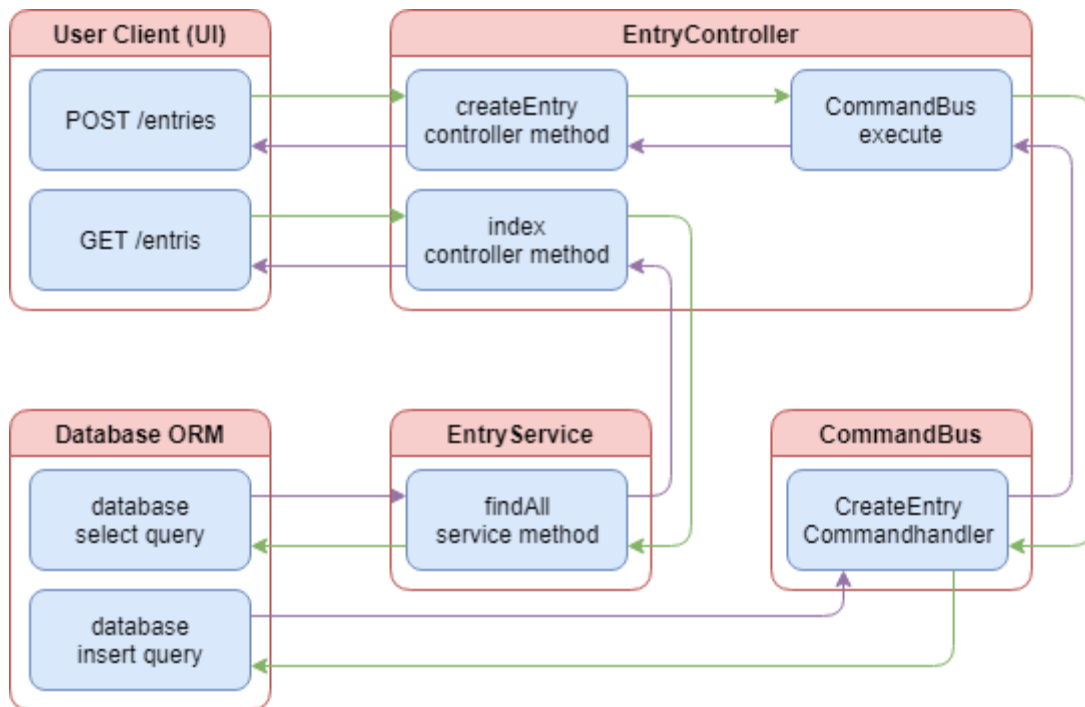 User Client (UI)
POST /entries
GET /entris
EntryController
createEntry
controller method
CommandBus
execute
index
controller method
Database ORM
database
select query
database
insert query
EntryService
findAll
service method
CommandBus
CreateEntry
Commandhandler